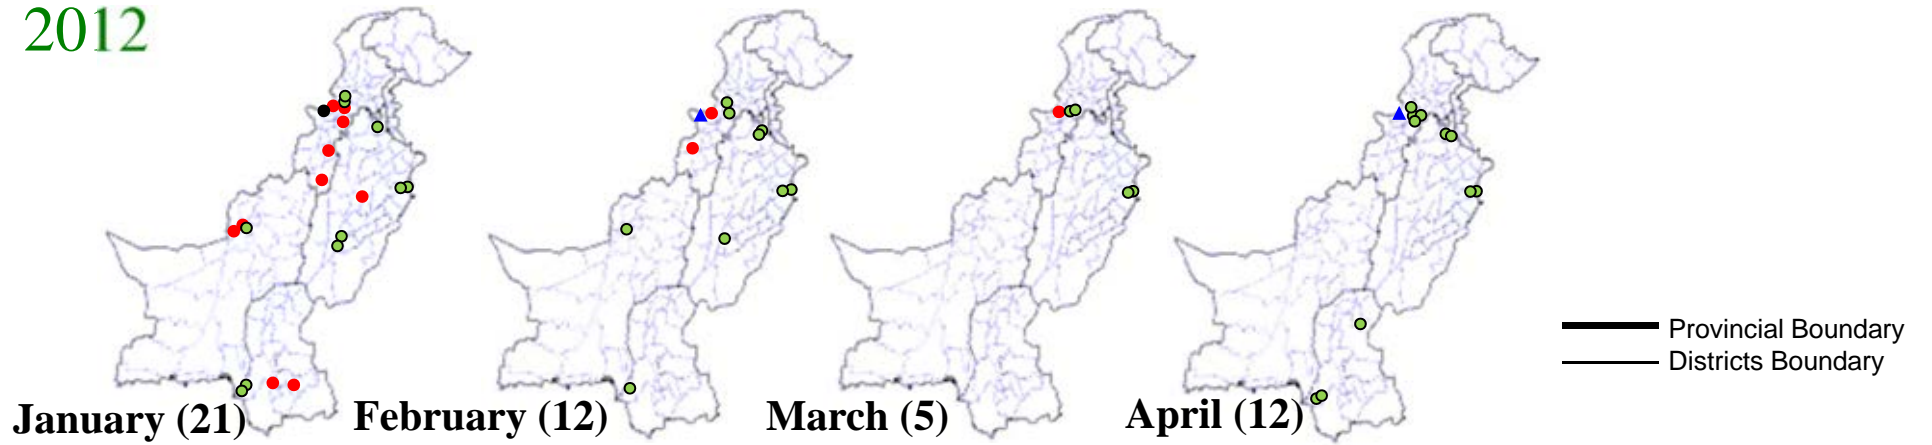 2012
January (21)
February (12)
March (5)
April (12)
Provincial Boundary
Districts Boundary